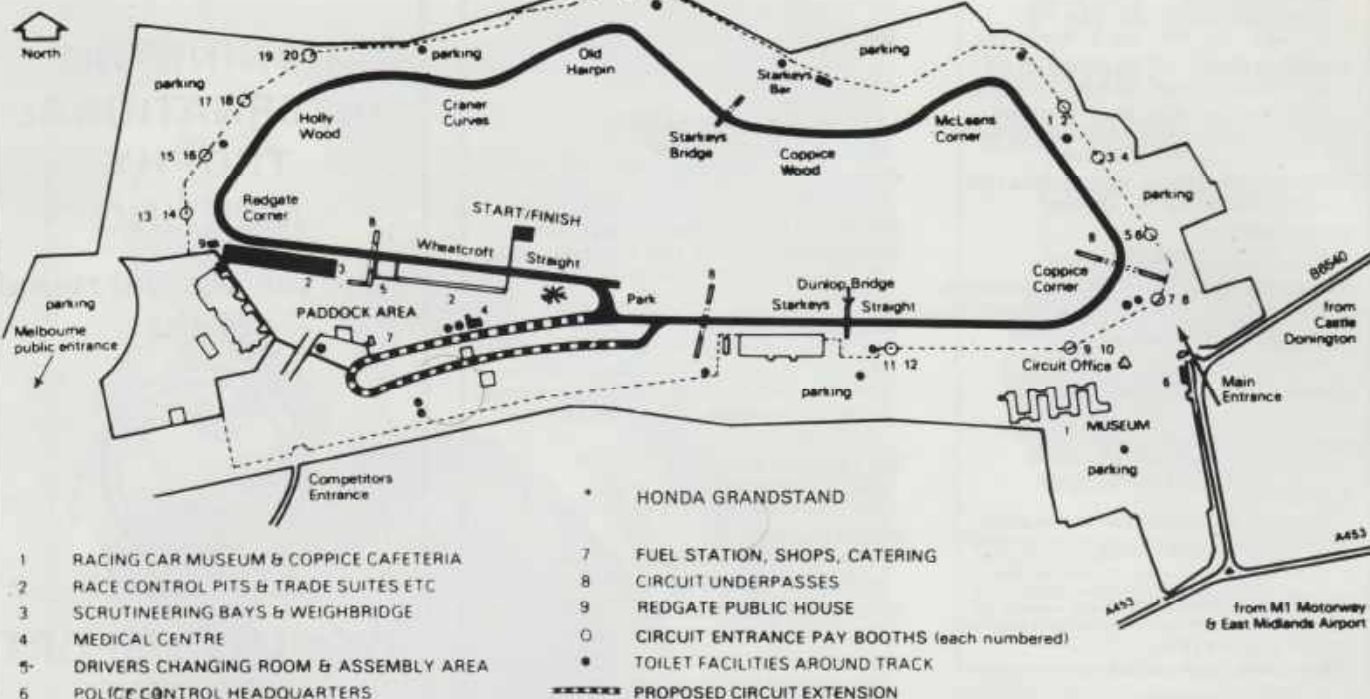 North
19 20
parking
17 18
15 16
13 14
parking
Old
Hairpin
Holly
Wood
Craner
Curves
Starkeys
Bridge
Starkeys
Bar
parking
Coppice
Wood
McLeans
Corner
1 2
3 4
parking
5 6
7 8
8
Coppice
Corner
Redgate
Corner
9
START/FINISH
8
Wheatcroft Straight
2 3 5 2
PADDOCK AREA
4
7
Park
8
Dunlop Bridge
Starkeys Straight
11 12
9 10
Circuit Office
parking
parking
Melbourne
public entrance
Competitors
Entrance
B6540
from
Castle
Donington
Main
Entrance
6
1 MUSEUM
parking
A453
A453
from M1 Motorway
& East Midlands Airport
* HONDA GRANDSTAND
1 RACING CAR MUSEUM & COPPICE CAFETERIA
2 RACE CONTROL PITS & TRADE SUITES ETC
3 SCRUTINEERING BAYS & WEIGHBRIDGE
4 MEDICAL CENTRE
5 DRIVERS CHANGING ROOM & ASSEMBLY AREA
6 POLICE CONTROL HEADQUARTERS
7 FUEL STATION, SHOPS, CATERING
8 CIRCUIT UNDERPASSES
9 REDGATE PUBLIC HOUSE
O CIRCUIT ENTRANCE PAY BOOTHS (each numbered)
• TOILET FACILITIES AROUND TRACK
PROPOSED CIRCUIT EXTENSION